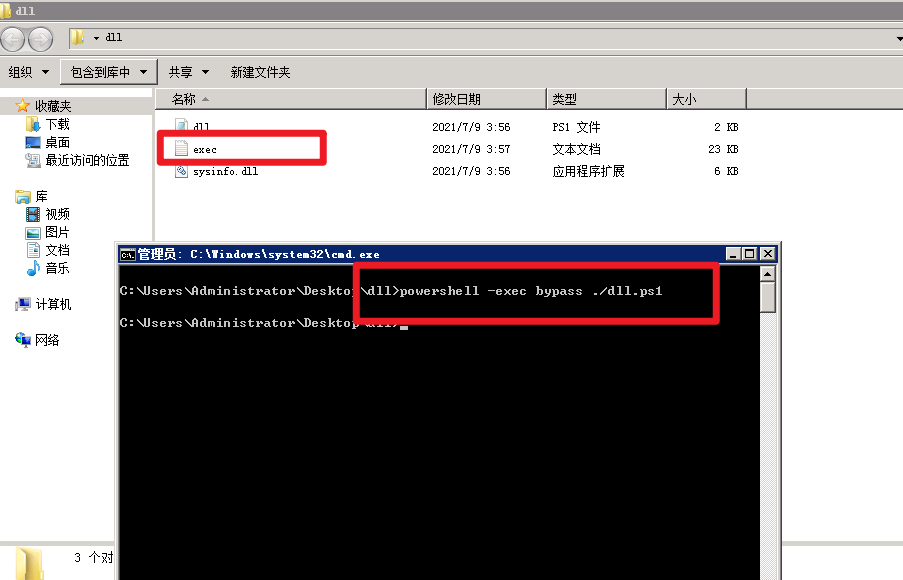 dll
dll
组织 包含到库中 共享 新建文件夹
名称 修改日期 类型 大小
收藏夹
下载
桌面
最近访问的位置
库
视频
图片
文档
音乐
计算机
网络
dll 2021/7/9 3:56 PS1 文件 2 KB
exec 2021/7/9 3:57 文本文档 23 KB
sysinfo.dll 2021/7/9 3:56 应用程序扩展 6 KB
管理员: C:\Windows\system32\cmd.exe
C:\Users\Administrator\Desktop\dll>powershell -exec bypass ./dll.ps1
C:\Users\Administrator\Desktop\dll>
3 个对